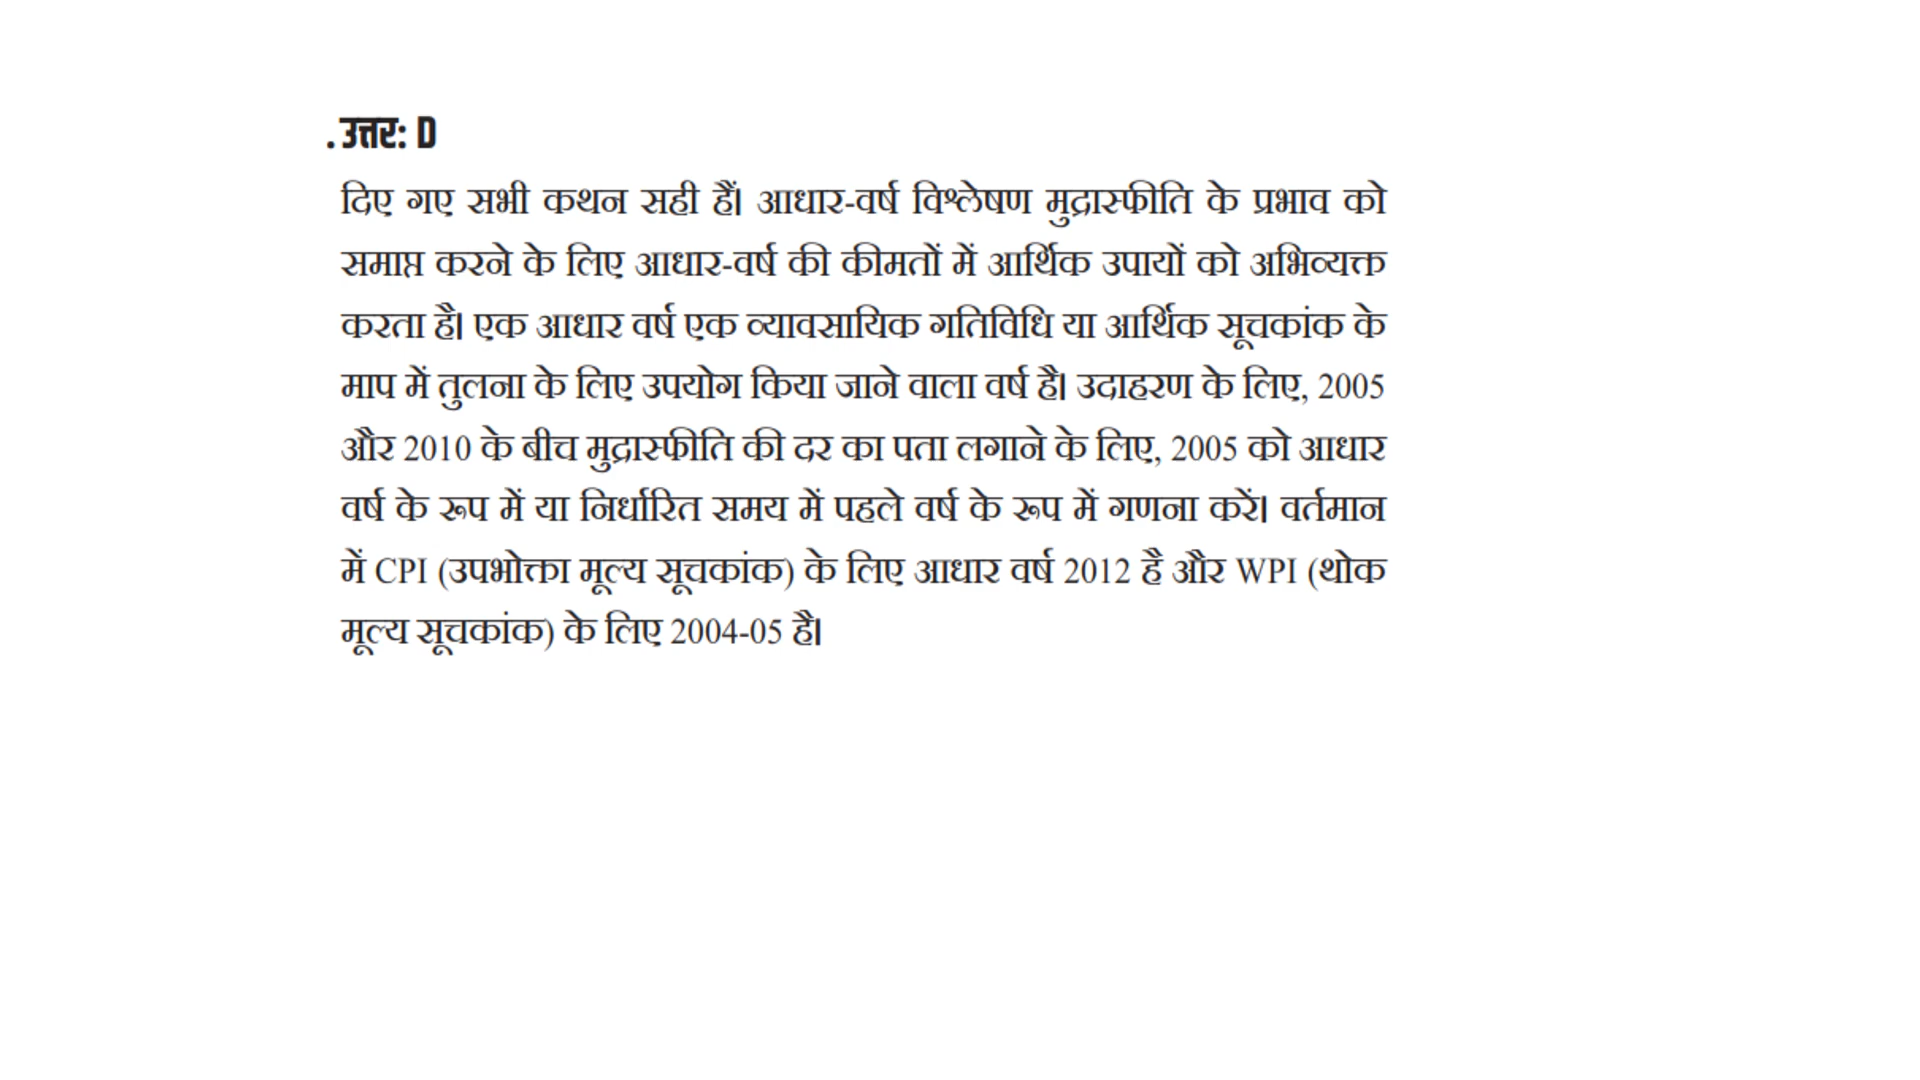 . उत्तर: D
दिए गए सभी कथन सही हैं। आधार-वर्ष विश्लेषण मुद्रास्फीति के प्रभाव को
समाप्त करने के लिए आधार-वर्ष की कीमतों में आर्थिक उपायों को अभिव्यक्त
करता है। एक आधार वर्ष एक व्यावसायिक गतिविधि या आर्थिक सूचकांक के
माप में तुलना के लिए उपयोग किया जाने वाला वर्ष है। उदाहरण के लिए, 2005
और 2010 के बीच मुद्रास्फीति की दर का पता लगाने के लिए, 2005 को आधार
वर्ष के रूप में या निर्धारित समय में पहले वर्ष के रूप में गणना करें। वर्तमान
में CPI (उपभोक्ता मूल्य सूचकांक) के लिए आधार वर्ष 2012 है और WPI (थोक
मूल्य सूचकांक) के लिए 2004-05 है।